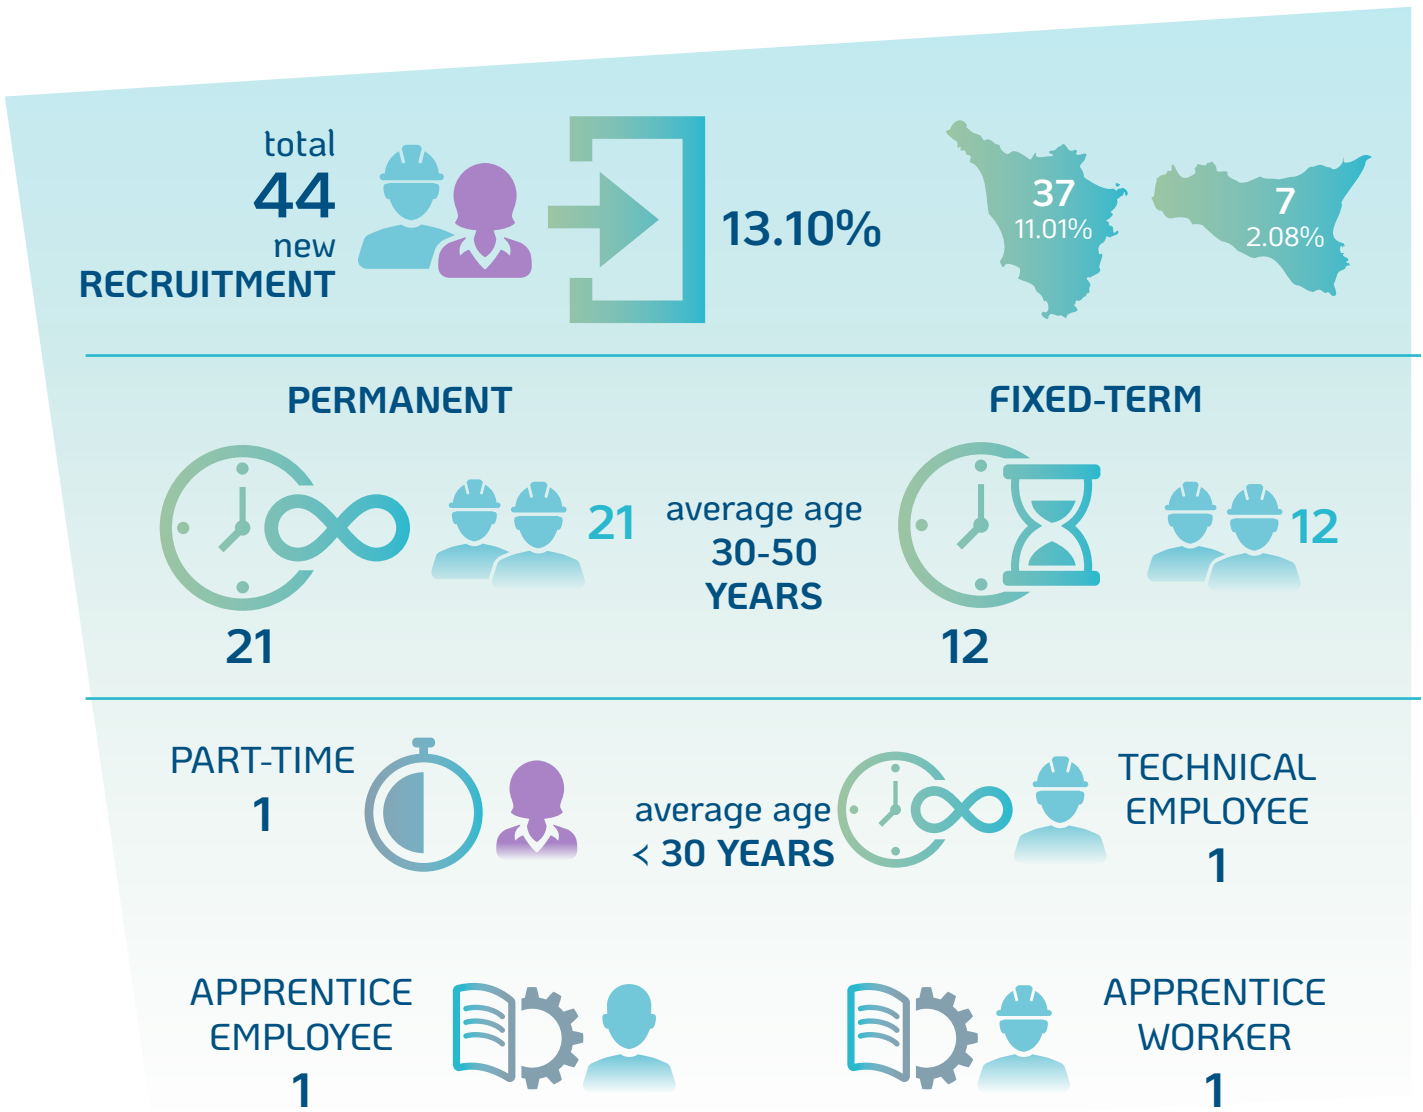 total
44
new
RECRUITMENT
13.10%
37
11.01%
7
2.08%
PERMANENT
FIXED-TERM
21
average age
30-50
YEARS
12
21
12
PART-TIME
1
average age
< 30 YEARS
TECHNICAL
EMPLOYEE
1
APPRENTICE
EMPLOYEE
1
APPRENTICE
WORKER
1